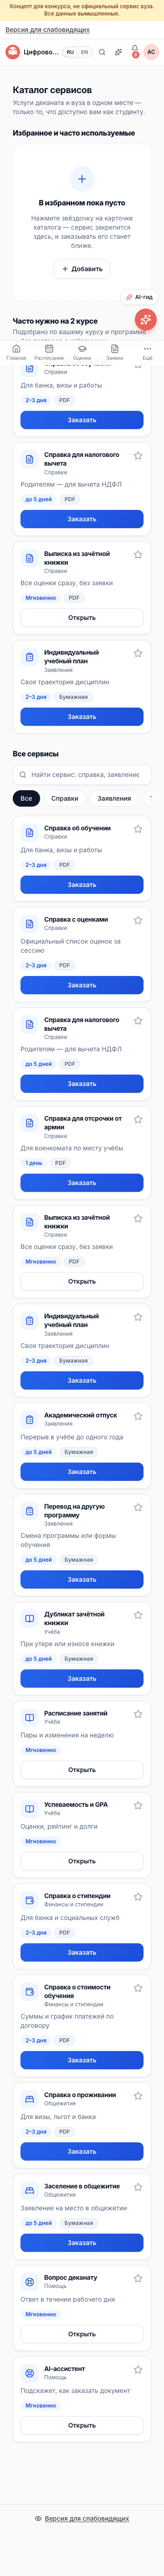 Концепт для конкурса, не официальный сервис вуза.
Все данные вымышленные.
Версия для слабовидящих
Цифрово...
RU
EN
8
АС
Каталог сервисов
Услуги деканата и вуза в одном месте —
только то, что доступно вам как студенту.
Избранное и часто используемые
В избранном пока пусто
Нажмите звёздочку на карточке
каталога — сервис закрепится
здесь, и заказывать его станет
ближе.
Добавить
AI-гид
Часто нужно на 2 курсе
Подобрано по вашему курсу и программе
Главная
Расписание
Оценки
Заявки
Ещё
Справки
Для банка, визы и работы
2–3 дня
PDF
Заказать
Справка для налогового
вычета
Справки
Родителям — для вычета НДФЛ
до 5 дней
PDF
Заказать
Выписка из зачётной
книжки
Справки
Все оценки сразу, без заявки
Мгновенно
PDF
Открыть
Индивидуальный
учебный план
Заявления
Своя траектория дисциплин
2–3 дня
Бумажная
Заказать
Все сервисы
Найти сервис: справка, заявление
Все
Справки
Заявления
Справка об обучении
Справки
Для банка, визы и работы
2–3 дня
PDF
Заказать
Справка с оценками
Справки
Официальный список оценок за
сессию
2–3 дня
PDF
Заказать
Справка для налогового
вычета
Справки
Родителям — для вычета НДФЛ
до 5 дней
PDF
Заказать
Справка для отсрочки от
армии
Справки
Для военкомата по месту учёбы
1 день
PDF
Заказать
Выписка из зачётной
книжки
Справки
Все оценки сразу, без заявки
Мгновенно
PDF
Открыть
Индивидуальный
учебный план
Заявления
Своя траектория дисциплин
2–3 дня
Бумажная
Заказать
Академический отпуск
Заявления
Перерыв в учёбе до одного года
до 5 дней
Бумажная
Заказать
Перевод на другую
программу
Заявления
Смена программы или формы
обучения
до 5 дней
Бумажная
Заказать
Дубликат зачётной
книжки
Учёба
При утере или износе книжки
до 5 дней
Бумажная
Заказать
Расписание занятий
Учёба
Пары и изменения на неделю
Мгновенно
Открыть
Успеваемость и GPA
Учёба
Оценки, рейтинг и долги
Мгновенно
Открыть
Справка о стипендии
Финансы и стипендии
Для банка и социальных служб
2–3 дня
PDF
Заказать
Справка о стоимости
обучения
Финансы и стипендии
Суммы и график платежей по
договору
2–3 дня
PDF
Заказать
Справка о проживании
Общежитие
Для визы, льгот и банка
2–3 дня
PDF
Заказать
Заселение в общежитие
Общежитие
Заявление на место в общежитии
до 5 дней
Бумажная
Заказать
Вопрос деканату
Помощь
Ответ в течение рабочего дня
Мгновенно
Открыть
AI-ассистент
Помощь
Подскажет, как заказать документ
Мгновенно
Открыть
Версия для слабовидящих